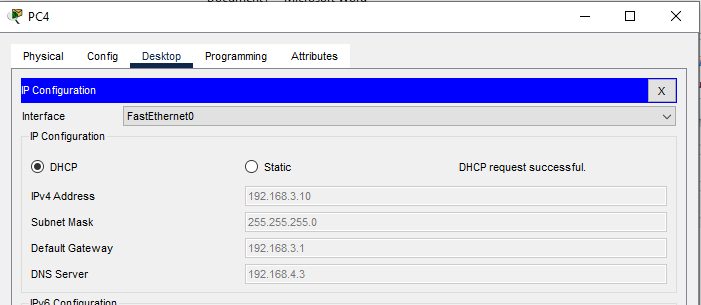 PC4
Physical Config Desktop Programming Attributes
IP Configuration X
Interface FastEthernet0
IP Configuration
DHCP Static DHCP request successful.
IPv4 Address 192.168.3.10
Subnet Mask 255.255.255.0
Default Gateway 192.168.3.1
DNS Server 192.168.4.3
IPv6 Configuration